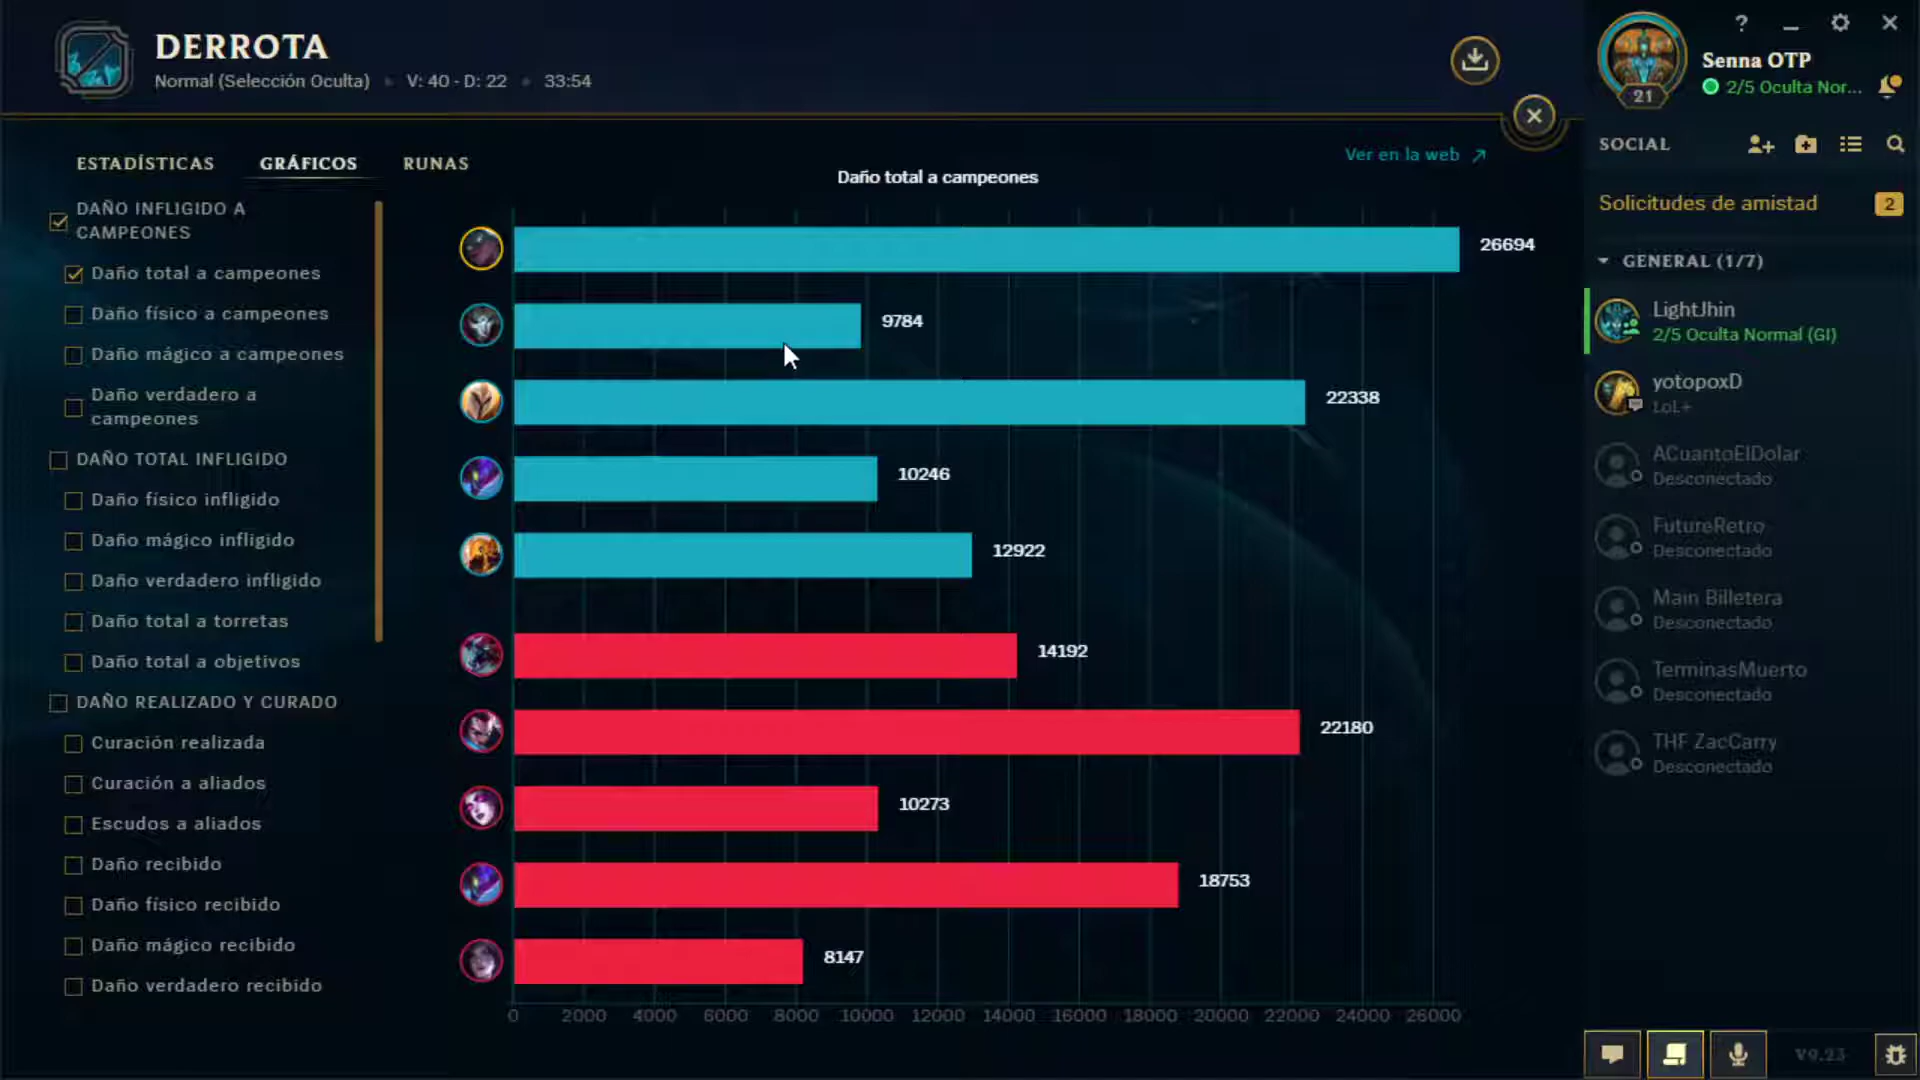 DERROTA
Normal (Selección Oculta) • V: 40 - D: 22 • 33:54
ESTADÍSTICAS GRÁFICOS RUNAS
Ver en la web
DAÑO INFLIGIDO A
CAMPEONES
Daño total a campeones
Daño físico a campeones
Daño mágico a campeones
Daño verdadero a
campeones
DAÑO TOTAL INFLIGIDO
Daño físico infligido
Daño mágico infligido
Daño verdadero infligido
Daño total a torretas
Daño total a objetivos
DAÑO REALIZADO Y CURADO
Curación realizada
Curación a aliados
Escudos a aliados
Daño recibido
Daño físico recibido
Daño mágico recibido
Daño verdadero recibido
Daño total a campeones
26694
9784
22338
10246
12922
14192
22180
10273
18753
8147
0 2000 4000 6000 8000 10000 12000 14000 16000 18000 20000 22000 24000 26000
?
Senna OTP
2/5 Oculta Nor...
21
SOCIAL
Solicitudes de amistad 2
GENERAL (1/7)
LightJhin
2/5 Oculta Normal (GI)
yotopoxD
LoL+
ACuantoElDolar
Desconectado
FutureRetro
Desconectado
Main Billetera
Desconectado
TerminasMuerto
Desconectado
THF ZacCarry
Desconectado
V9.23